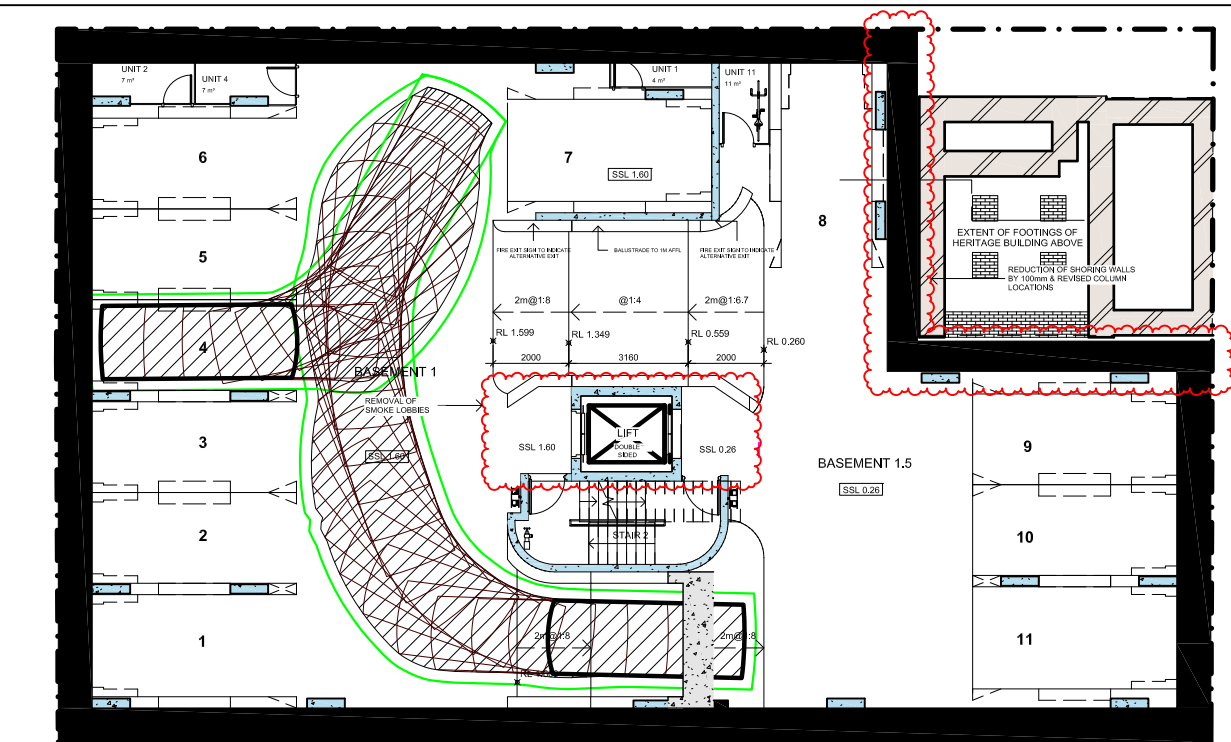 UNIT 2
7 m²
UNIT 4
7 m²
UNIT 1
4 m²
UNIT 11
11 m²
6
7
SSL 1.60
8
5
FIRE EXIT SIGN TO INDICATE
ALTERNATIVE EXIT
BALUSTRADE TO 1M AFFL
FIRE EXIT SIGN TO INDICATE
ALTERNATIVE EXIT
EXTENT OF FOOTINGS OF
HERITAGE BUILDING ABOVE
REDUCTION OF SHORING WALLS
BY 100mm & REVISED COLUMN
LOCATIONS
2m@1:8
@1:4
2m@1:6.7
RL 1.599
RL 1.349
RL 0.559
RL 0.260
4
2000
3160
2000
BASEMENT 1
REMOVAL OF
SMOKE LOBBIES
LIFT
DOUBLE
SIDED
3
SSL 1.60
SSL 1.60
SSL 0.26
9
BASEMENT 1.5
SSL 0.26
2
STAIR 2
10
1
2m@1:8
2m@1:8
11